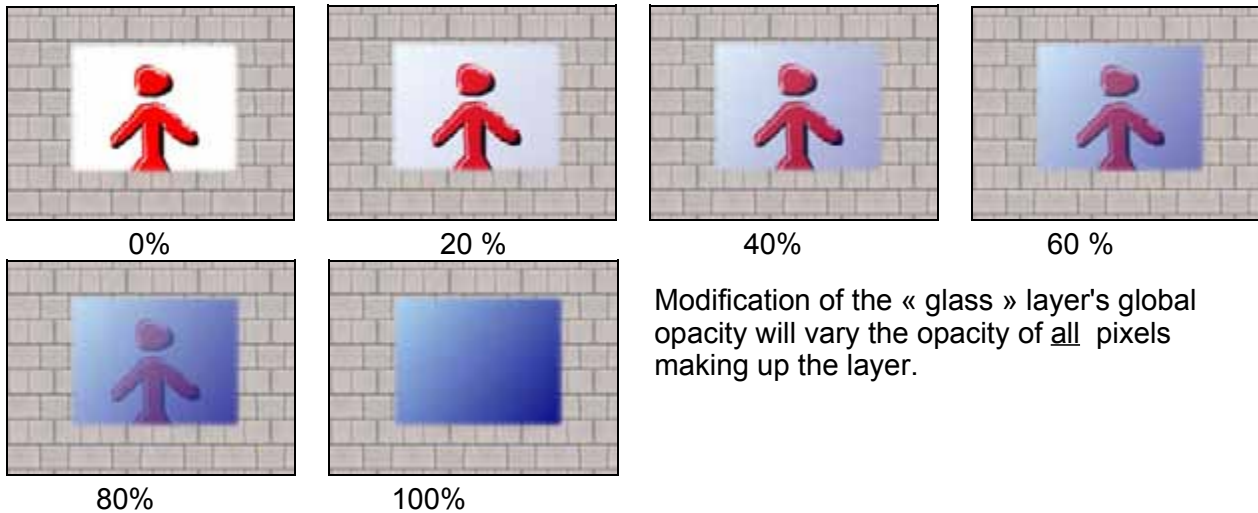 0%
20 %
40%
60 %
Modification of the « glass » layer's global
opacity will vary the opacity of all pixels
making up the layer.
80%
100%